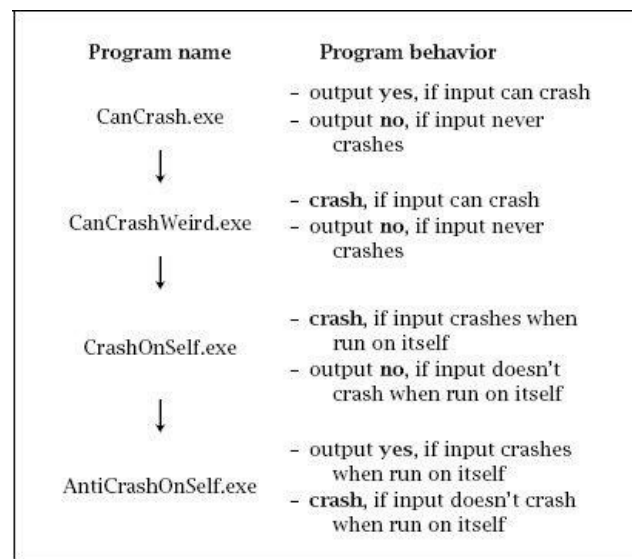 Program name Program behavior
– output yes, if input can crash
CanCrash.exe – output no, if input never
crashes
– crash, if input can crash
CanCrashWeird.exe – output no, if input never
crashes
– crash, if input crashes when
run on itself
CrashOnSelf.exe
– output no, if input doesn't
crash when run on itself
– output yes, if input crashes
when run on itself
AntiCrashOnSelf.exe
– crash, if input doesn't crash
when run on itself